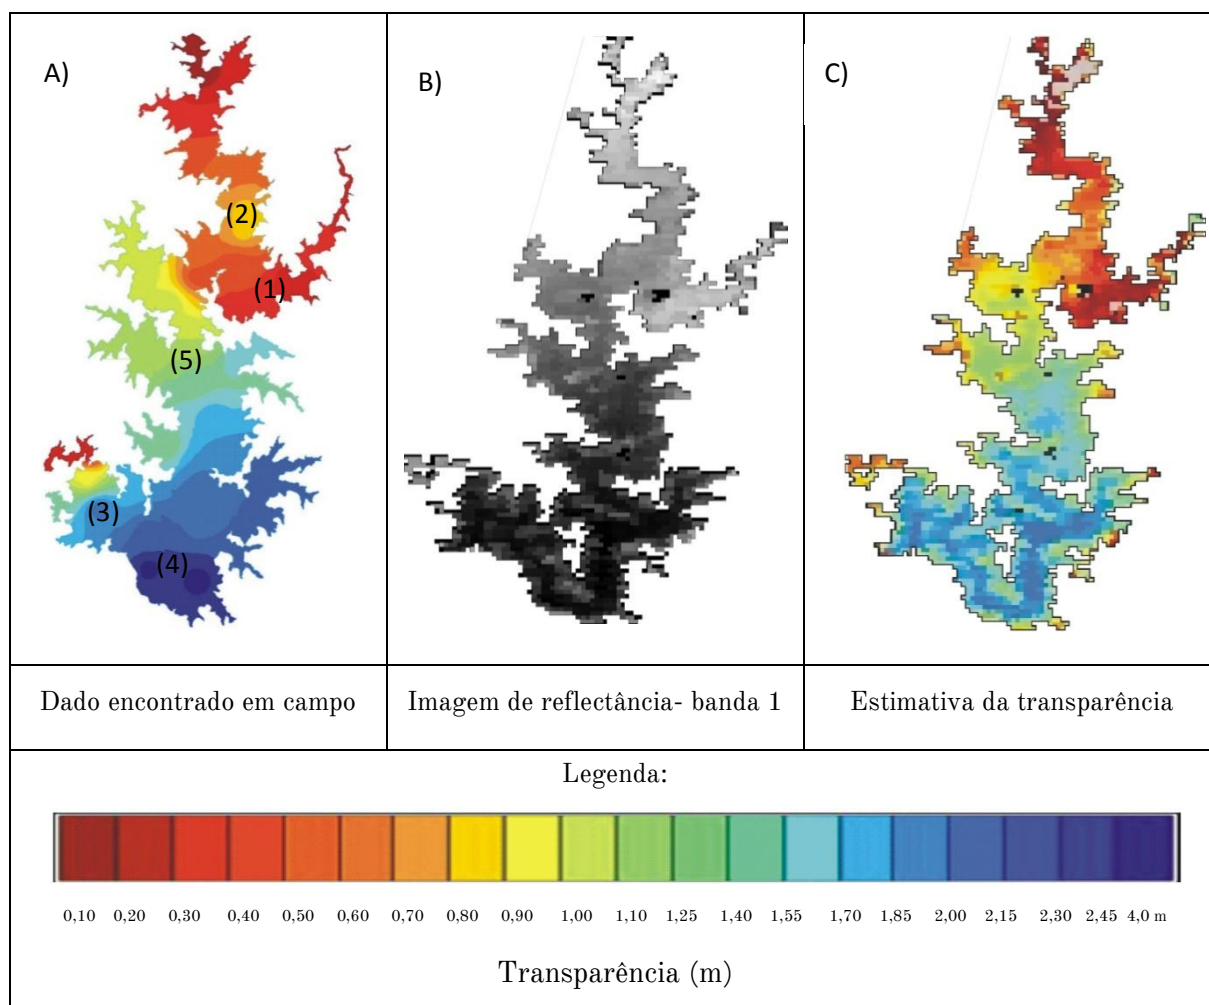 A)
B)
C)
(2)
(1)
(5)
(3)
(4)
Dado encontrado em campo
Imagem de reflectância- banda 1
Estimativa da transparência
Legenda:
0,10 0,20 0,30 0,40 0,50 0,60 0,70 0,80 0,90 1,00 1,10 1,25 1,40 1,55 1,70 1,85 2,00 2,15 2,30 2,45 4,0 m
Transparência (m)